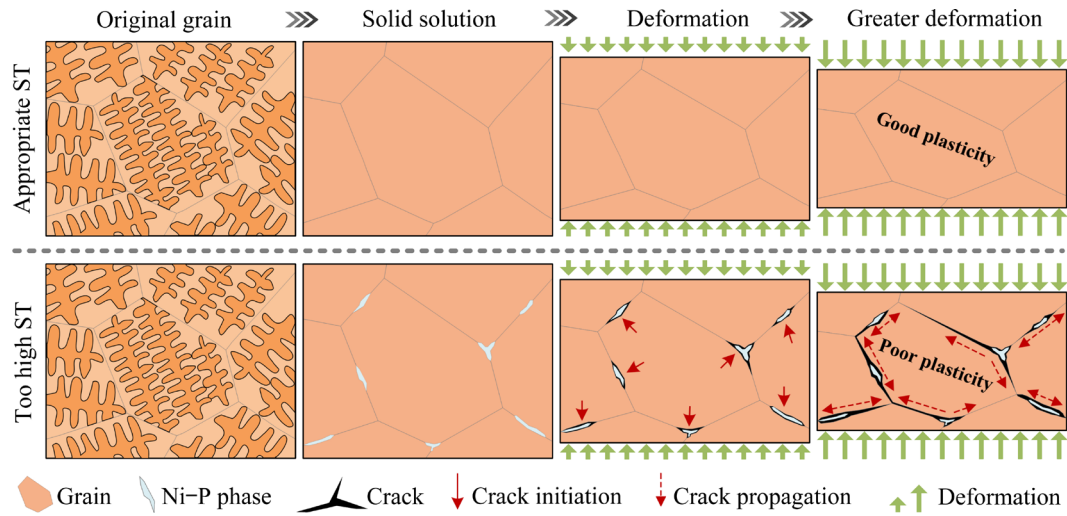 Original grain
Solid solution
Deformation
Greater deformation
Appropriate ST
Good plasticity
Too high ST
Poor plasticity
Grain
Ni−P phase
Crack
Crack initiation
Crack propagation
Deformation